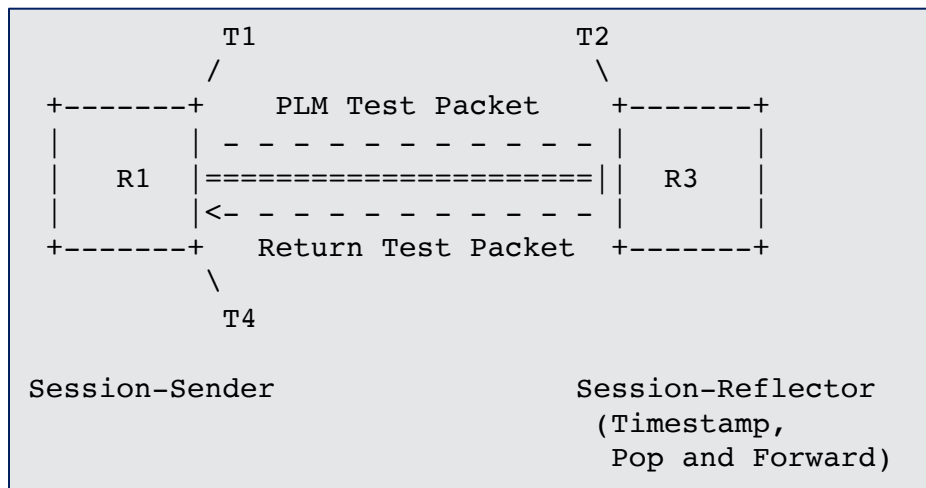 T1                        T2
/                          \
+-------+    PLM Test Packet    +-------+
|       | - - - - - - - - - - - |       |
|   R1  |=====================||   R3  |
|       |<- - - - - - - - - - - |       |
+-------+   Return Test Packet  +-------+
\
T4
Session-Sender                  Session-Reflector
(Timestamp,
Pop and Forward)